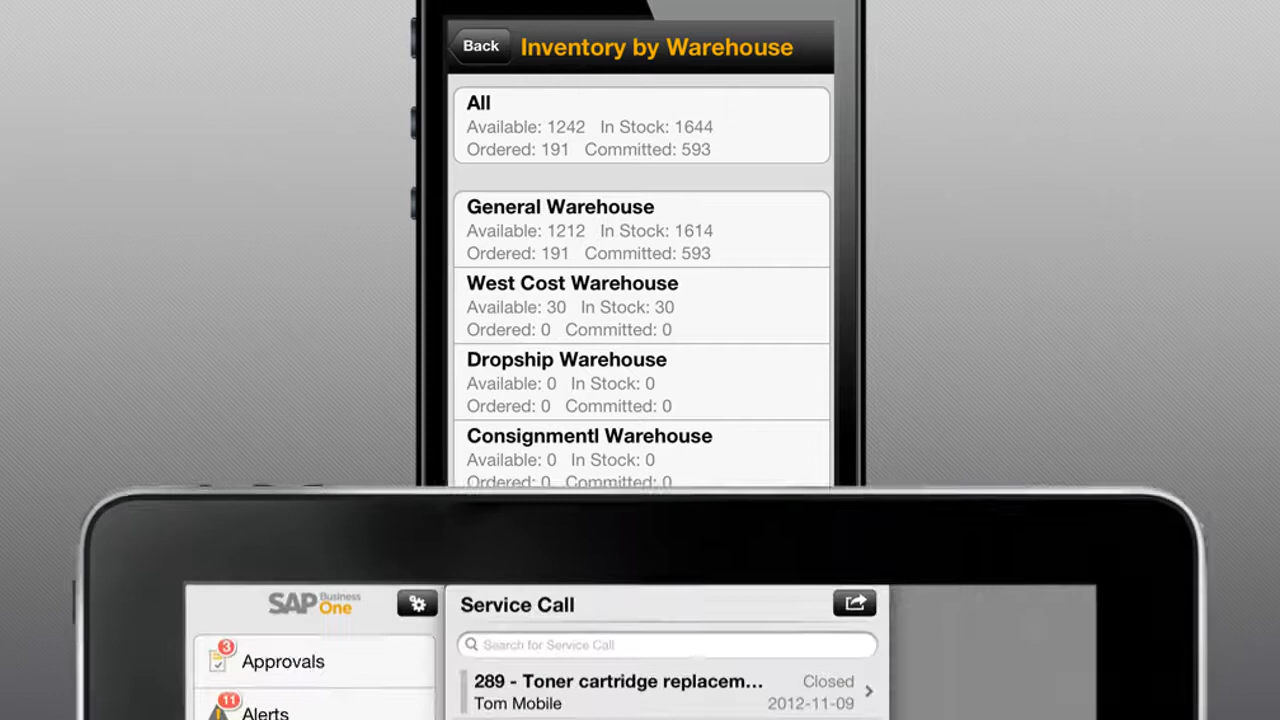 Back
Inventory by Warehouse
All
Available: 1242 In Stock: 1644
Ordered: 191 Committed: 593
General Warehouse
Available: 1212 In Stock: 1614
Ordered: 191 Committed: 593
West Cost Warehouse
Available: 30 In Stock: 30
Ordered: 0 Committed: 0
Dropship Warehouse
Available: 0 In Stock: 0
Ordered: 0 Committed: 0
Consignmentl Warehouse
Available: 0 In Stock: 0
Ordered: 0 Committed: 0
SAP Business One
3
Approvals
11
Alerts
Service Call
Search for Service Call
289 - Toner cartridge replacem... Closed
Tom Mobile 2012-11-09